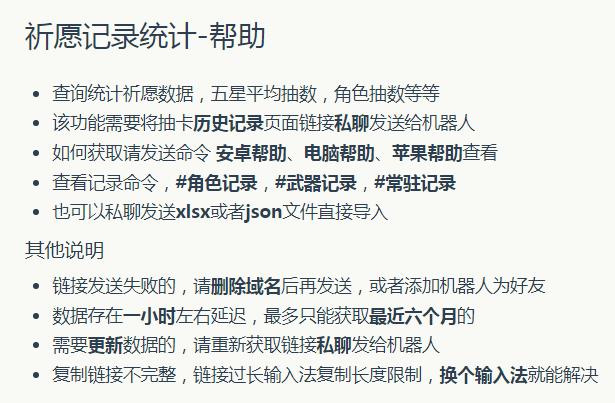 祈愿记录统计-帮助
查询统计祈愿数据，五星平均抽数，角色抽数等等
该功能需要将抽卡历史记录页面链接私聊发送给机器人
如何获取请发送命令 安卓帮助、电脑帮助、苹果帮助查看
查看记录命令，#角色记录，#武器记录，#常驻记录
也可以私聊发送xlsx或者json文件直接导入
其他说明
链接发送失败的，请删除域名后再发送，或者添加机器人为好友
数据存在一小时左右延迟，最多只能获取最近六个月的
需要更新数据的，请重新获取链接私聊发给机器人
复制链接不完整，链接过长输入法复制长度限制，换个输入法就能解决